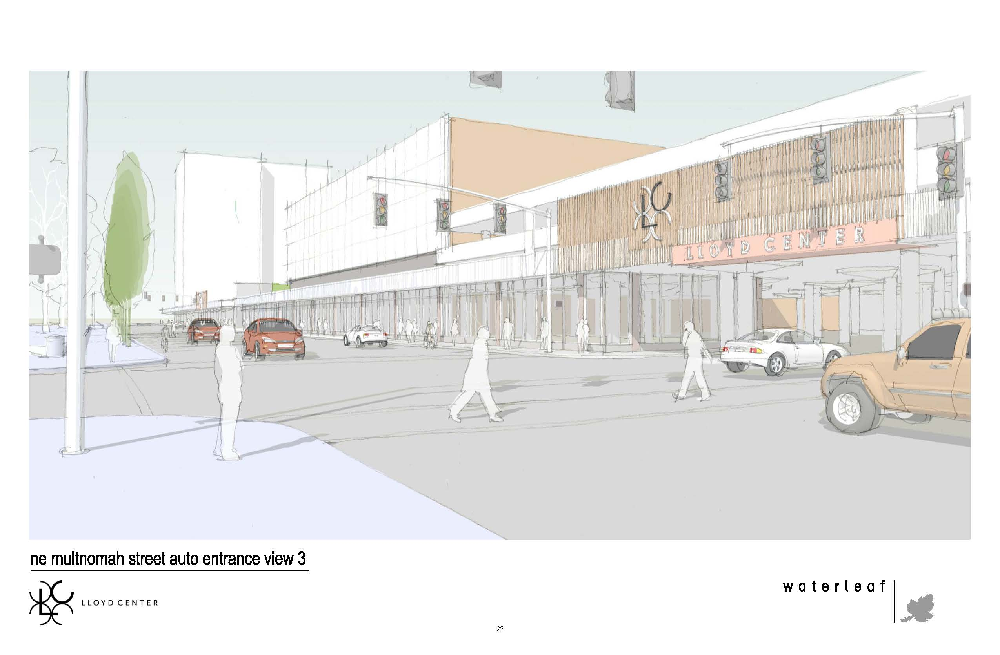 LLOYD CENTER
ne multnomah street auto entrance view 3
LLOYD CENTER
waterleaf
22